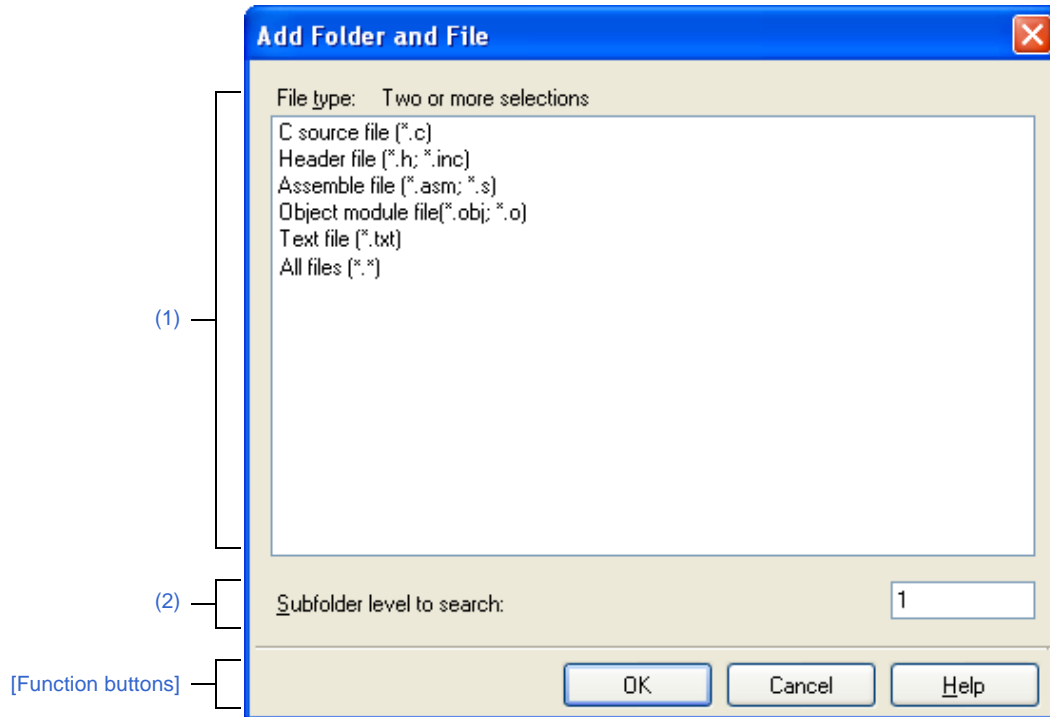 Add Folder and File
File type: Two or more selections
C source file (*.c)
Header file (*.h; *.inc)
Assemble file (*.asm; *.s)
Object module file(*.obj; *.o)
Text file (*.txt)
All files (*.*)
(1)
(2)
Subfolder level to search: 1
[Function buttons]
OK Cancel Help